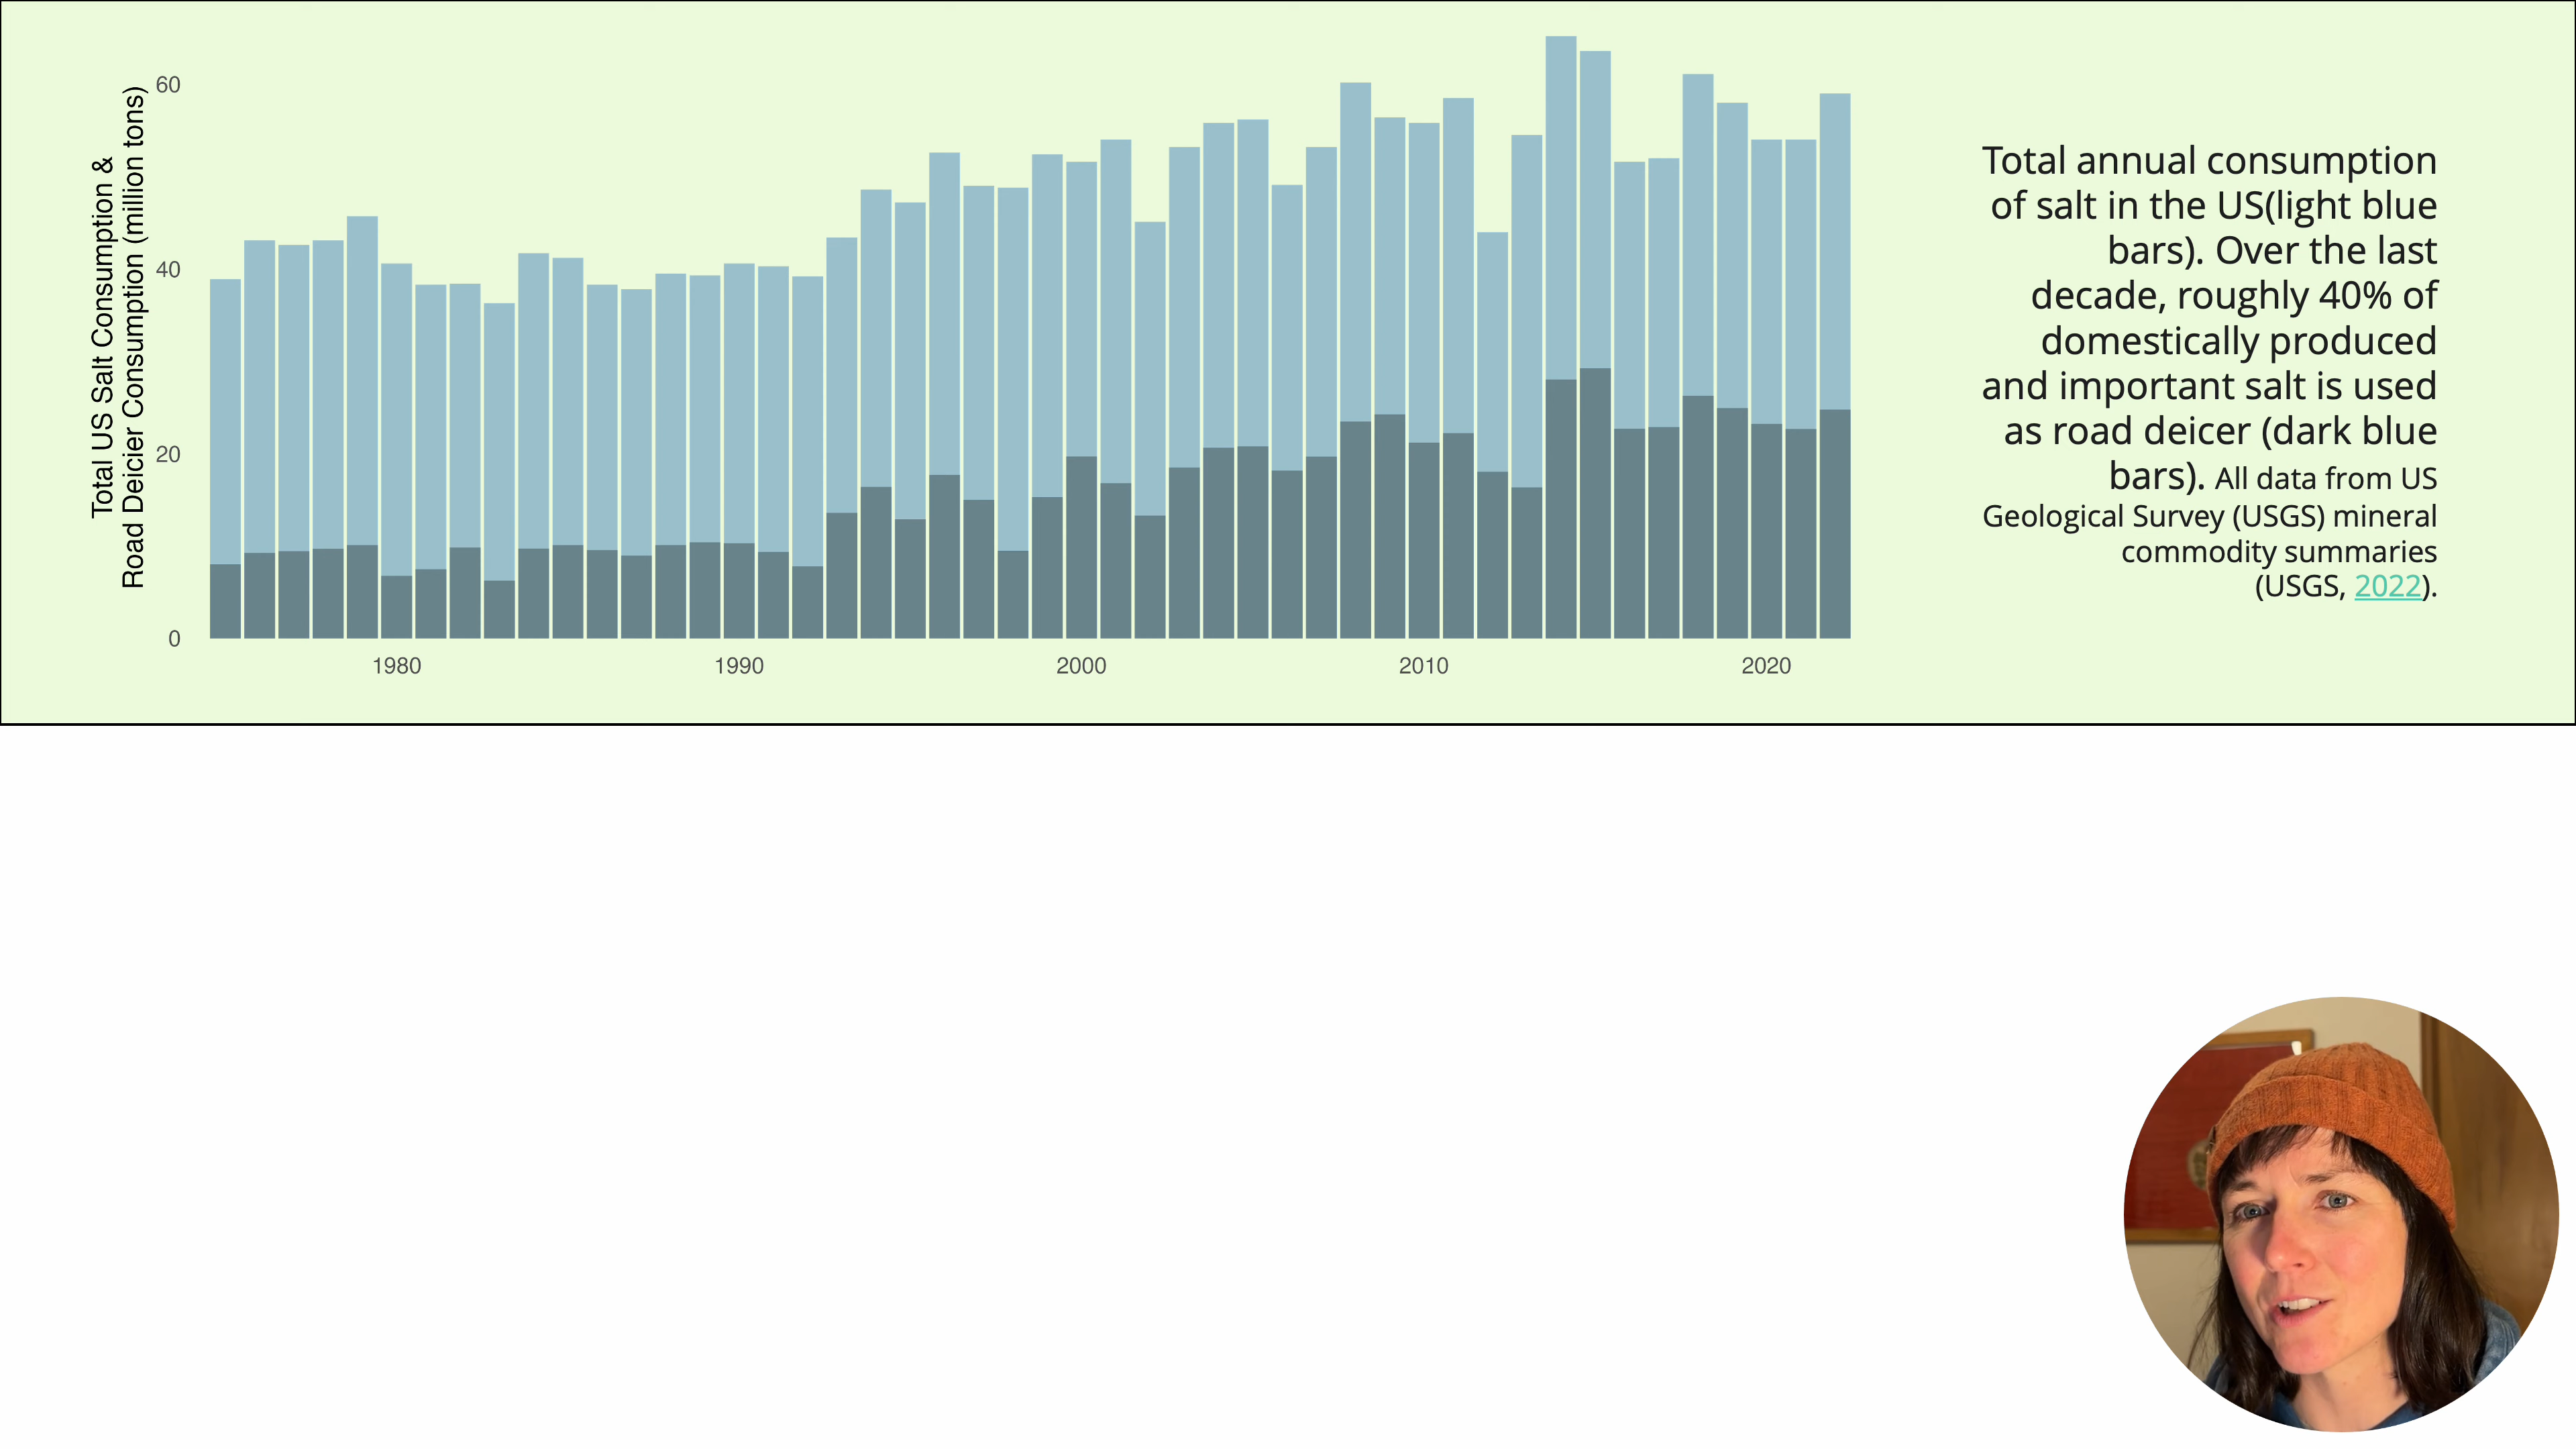 Total US Salt Consumption &
Road Deicier Consumption (million tons)
60
40
20
0
1980
1990
2000
2010
2020
Total annual consumption
of salt in the US(light blue
bars). Over the last
decade, roughly 40% of
domestically produced
and important salt is used
as road deicer (dark blue
bars). All data from US
Geological Survey (USGS) mineral
commodity summaries
(USGS, 2022).